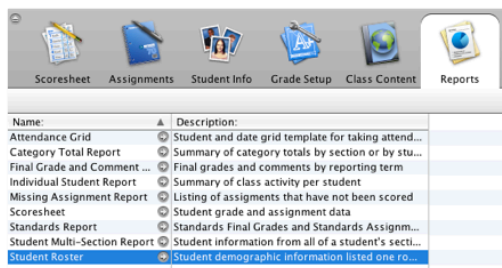 Scoresheet Assignments Student Info Grade Setup Class Content Reports
Name: Description:
Attendance Grid Student and date grid template for taking attend...
Category Total Report Summary of category totals by section or by stu...
Final Grade and Comment ... Final grades and comments by reporting term
Individual Student Report Summary of class activity per student
Missing Assignment Report Listing of assigments that have not been scored
Scoresheet Student grade and assignment data
Standards Report Standards Final Grades and Standards Assignm...
Student Multi-Section Report Student information from all of a student's secti...
Student Roster Student demographic information listed one ro...